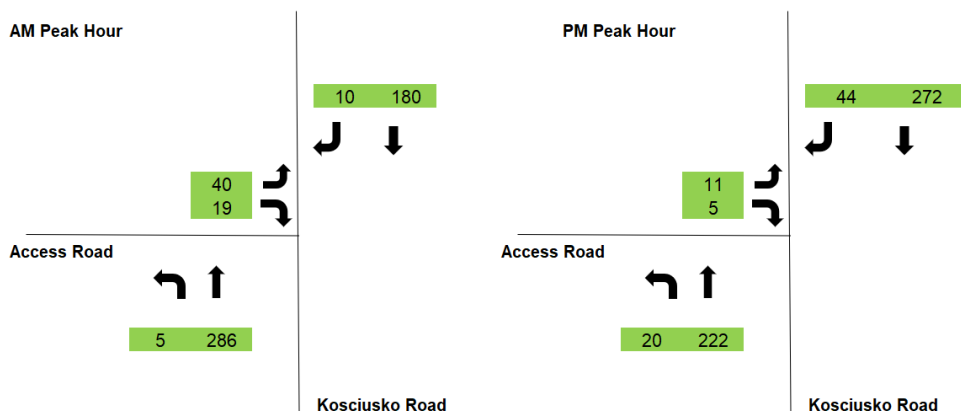 AM Peak Hour
10 180
40
19
Access Road
5 286
Kosciusko Road
PM Peak Hour
44 272
11
5
Access Road
20 222
Kosciusko Road